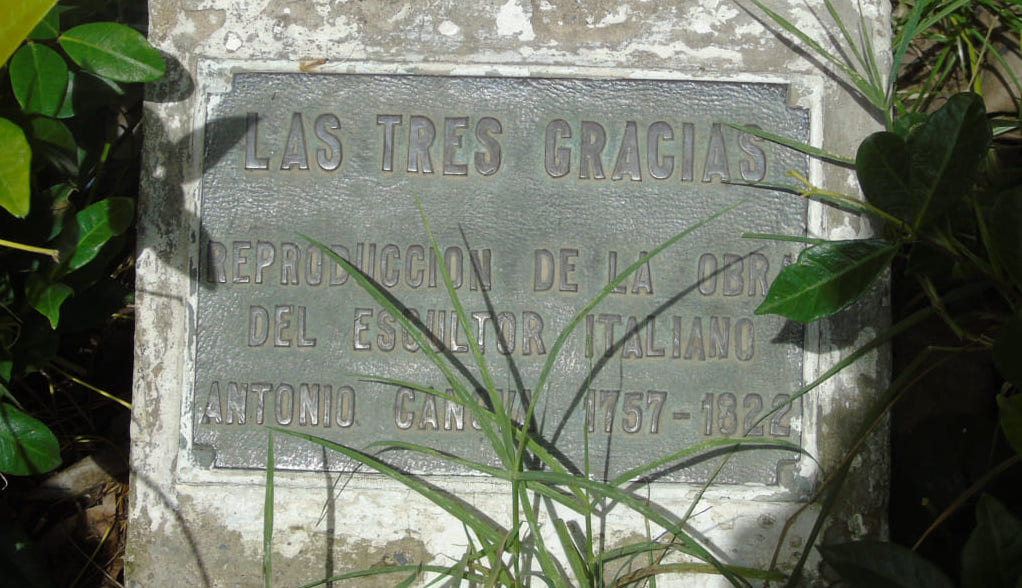 LAS TRES GRACIAS
REPRODUCCION DE LA OBRA
DEL ESCULTOR ITALIANO
ANTONIO CANOVA 1757-1822